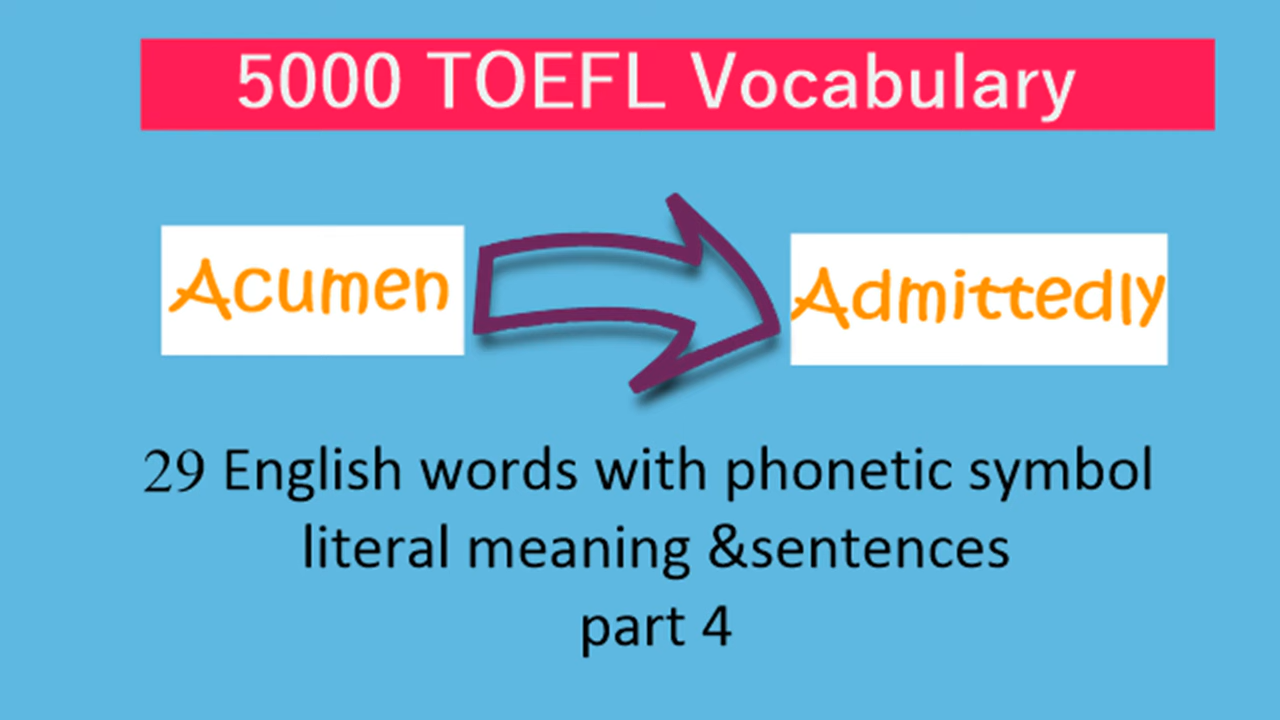 5000 TOEFL Vocabulary
Acumen
Admittedly
29 English words with phonetic symbol
literal meaning &sentences
part 4